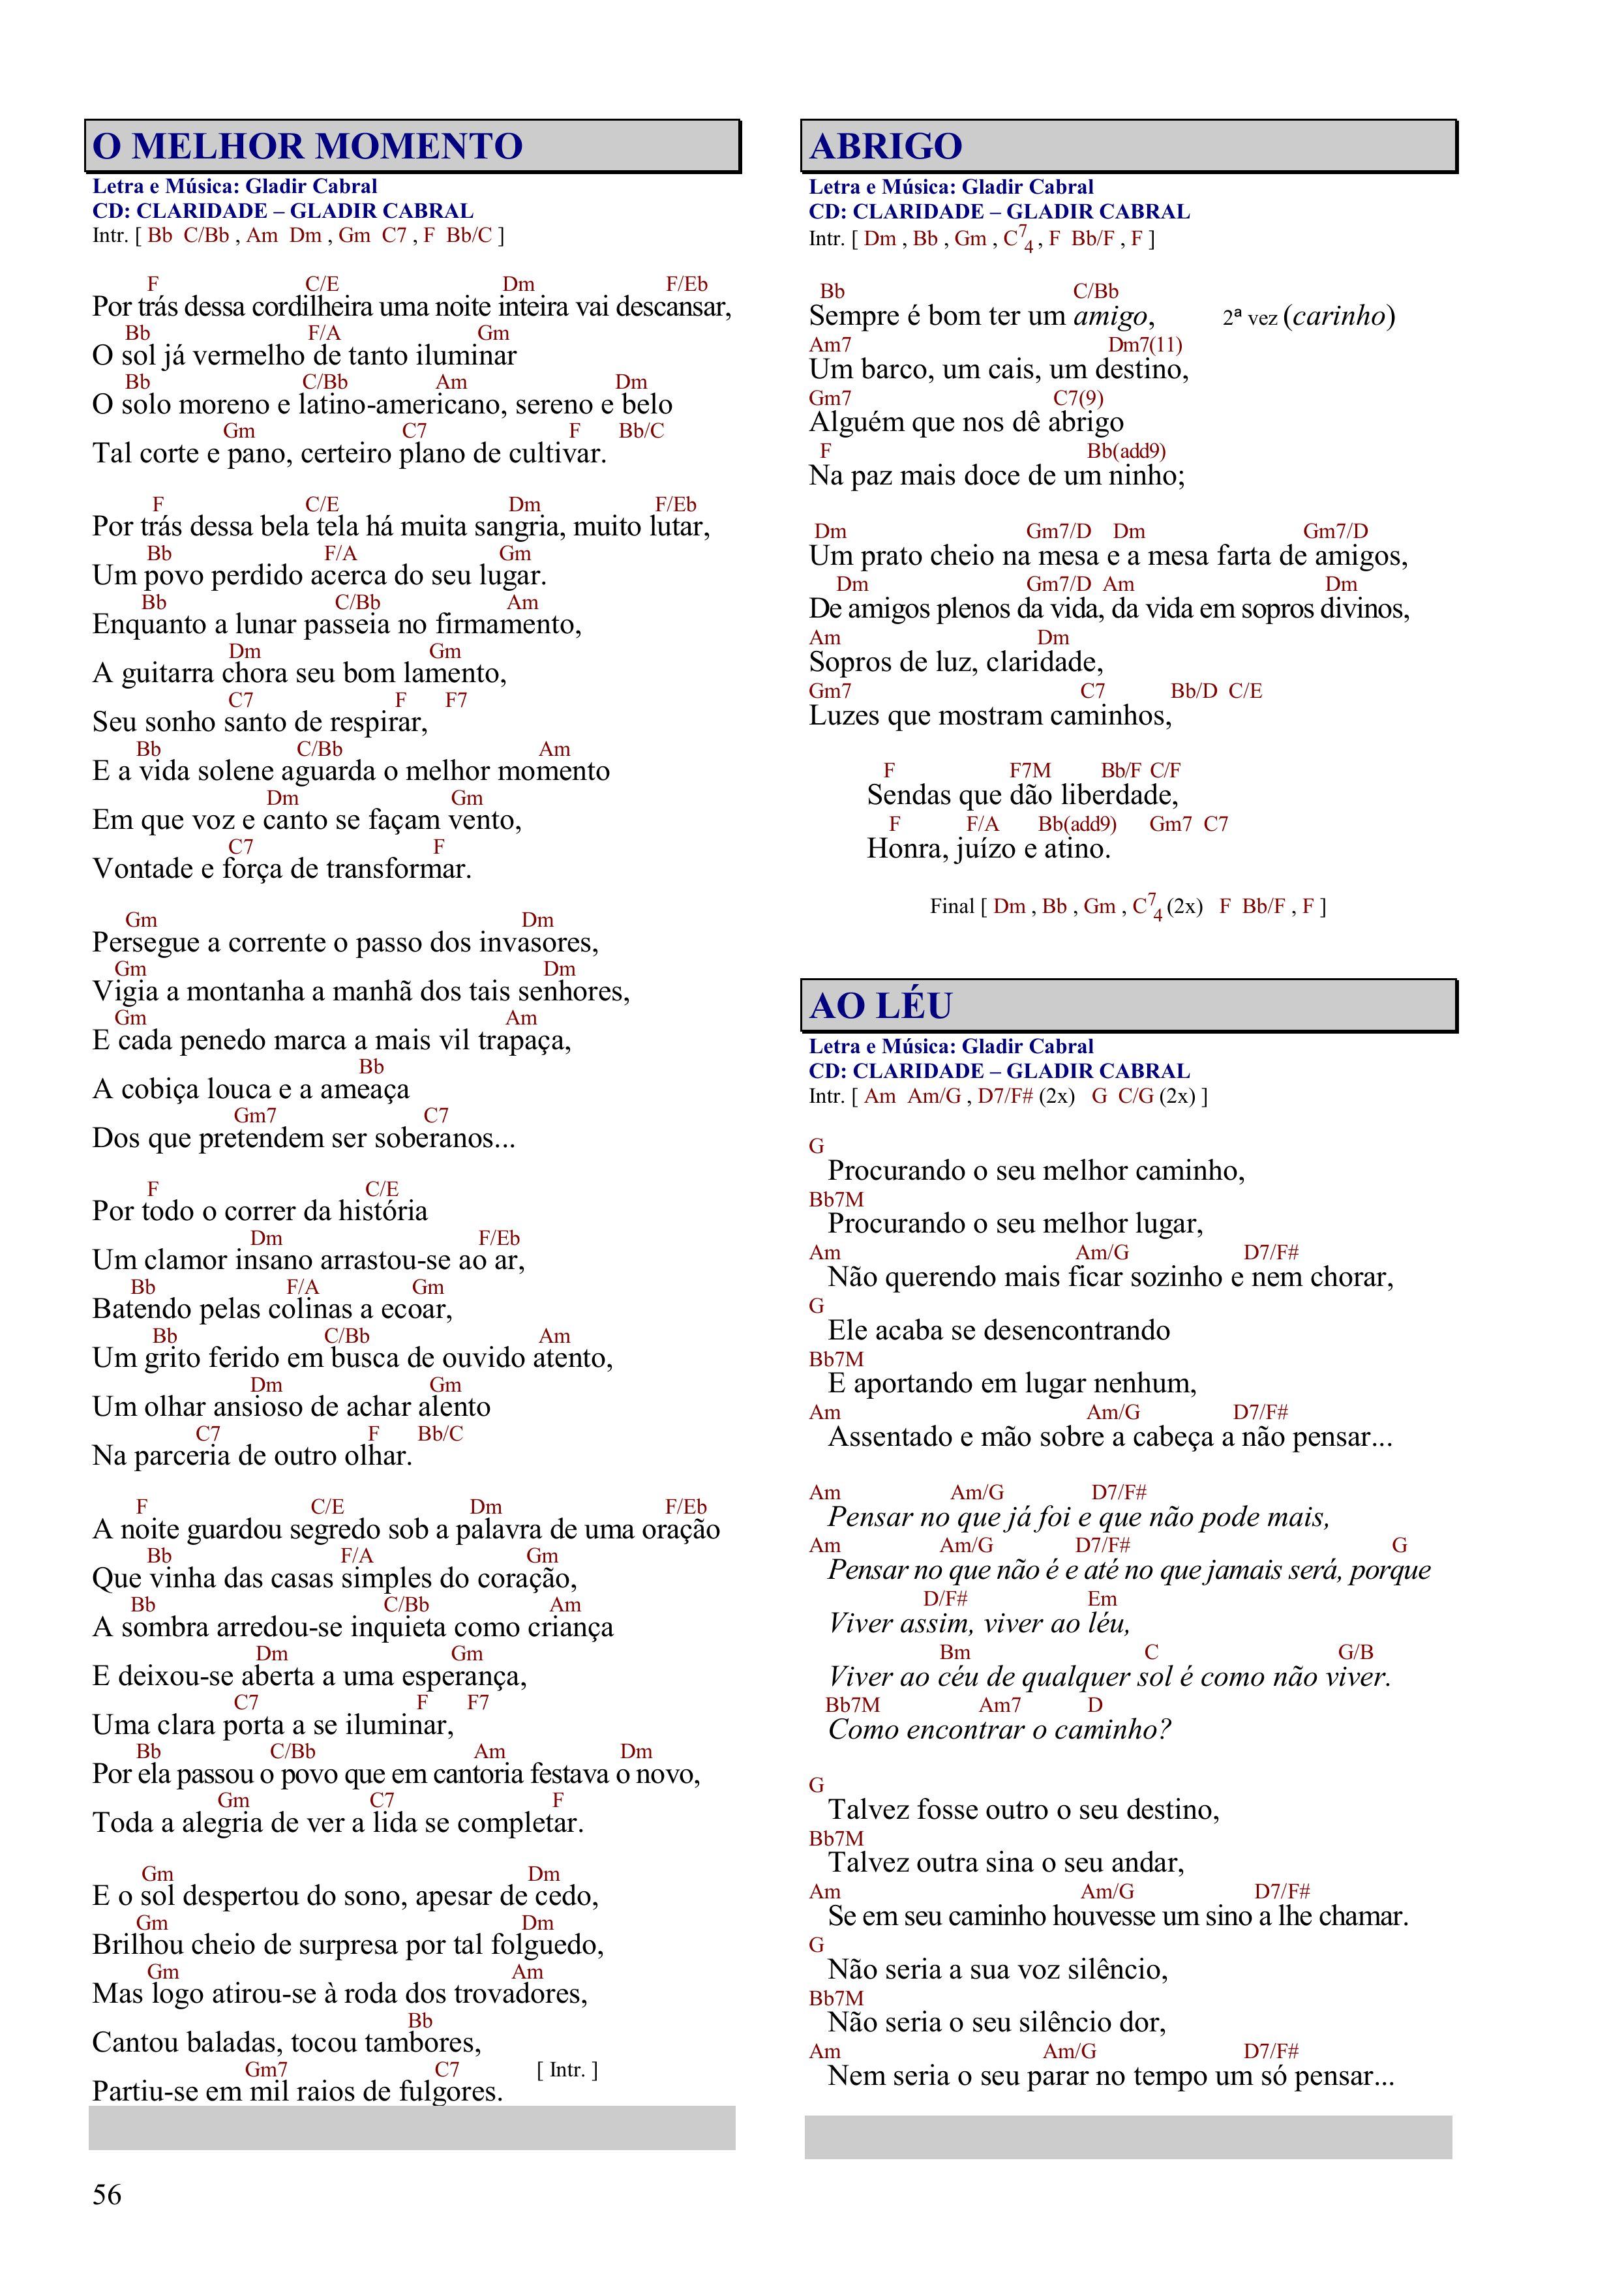 O MELHOR MOMENTO
Letra e Música: Gladir Cabral
CD: CLARIDADE – GLADIR CABRAL
Intr. [ Bb C/Bb , Am Dm , Gm C7 , F Bb/C ]
F C/E Dm F/Eb
Por trás dessa cordilheira uma noite inteira vai descansar,
Bb F/A Gm
O sol já vermelho de tanto iluminar
Bb C/Bb Am Dm
O solo moreno e latino-americano, sereno e belo
Gm C7 F Bb/C
Tal corte e pano, certeiro plano de cultivar.
F C/E Dm F/Eb
Por trás dessa bela tela há muita sangria, muito lutar,
Bb F/A Gm
Um povo perdido acerca do seu lugar.
Bb C/Bb Am
Enquanto a lunar passeia no firmamento,
Dm Gm
A guitarra chora seu bom lamento,
C7 F F7
Seu sonho santo de respirar,
Bb C/Bb Am
E a vida solene aguarda o melhor momento
Dm Gm
Em que voz e canto se façam vento,
C7 F
Vontade e força de transformar.
Gm Dm
Persegue a corrente o passo dos invasores,
Gm Dm
Vigia a montanha a manhã dos tais senhores,
Gm Am
E cada penedo marca a mais vil trapaça,
Bb
A cobiça louca e a ameaça
Gm7 C7
Dos que pretendem ser soberanos...
F C/E
Por todo o correr da história
Dm F/Eb
Um clamor insano arrastou-se ao ar,
Bb F/A Gm
Batendo pelas colinas a ecoar,
Bb C/Bb Am
Um grito ferido em busca de ouvido atento,
Dm Gm
Um olhar ansioso de achar alento
C7 F Bb/C
Na parceria de outro olhar.
F C/E Dm F/Eb
A noite guardou segredo sob a palavra de uma oração
Bb F/A Gm
Que vinha das casas simples do coração,
Bb C/Bb Am
A sombra arredou-se inquieta como criança
Dm Gm
E deixou-se aberta a uma esperança,
C7 F F7
Uma clara porta a se iluminar,
Bb C/Bb Am Dm
Por ela passou o povo que em cantoria festava o novo,
Gm C7 F
Toda a alegria de ver a lida se completar.
Gm Dm
E o sol despertou do sono, apesar de cedo,
Gm Dm
Brilhou cheio de surpresa por tal folguedo,
Gm Am
Mas logo atirou-se à roda dos trovadores,
Bb
Cantou baladas, tocou tambores,
Gm7 C7 [ Intr. ]
Partiu-se em mil raios de fulgores.
ABRIGO
Letra e Música: Gladir Cabral
CD: CLARIDADE – GLADIR CABRAL
Intr. [ Dm , Bb , Gm , C7 4 , F Bb/F , F ]
Bb C/Bb
Sempre é bom ter um amigo, 2ª vez (carinho)
Am7 Dm7(11)
Um barco, um cais, um destino,
Gm7 C7(9)
Alguém que nos dê abrigo
F Bb(add9)
Na paz mais doce de um ninho;
Dm Gm7/D Dm Gm7/D
Um prato cheio na mesa e a mesa farta de amigos,
Dm Gm7/D Am Dm
De amigos plenos da vida, da vida em sopros divinos,
Am Dm
Sopros de luz, claridade,
Gm7 C7 Bb/D C/E
Luzes que mostram caminhos,
F F7M Bb/F C/F
Sendas que dão liberdade,
F F/A Bb(add9) Gm7 C7
Honra, juízo e atino.
Final [ Dm , Bb , Gm , C7 4 (2x) F Bb/F , F ]
AO LÉU
Letra e Música: Gladir Cabral
CD: CLARIDADE – GLADIR CABRAL
Intr. [ Am Am/G , D7/F# (2x) G C/G (2x) ]
G
Procurando o seu melhor caminho,
Bb7M
Procurando o seu melhor lugar,
Am Am/G D7/F#
Não querendo mais ficar sozinho e nem chorar,
G
Ele acaba se desencontrando
Bb7M
E aportando em lugar nenhum,
Am Am/G D7/F#
Assentado e mão sobre a cabeça a não pensar...
Am Am/G D7/F#
Pensar no que já foi e que não pode mais,
Am Am/G D7/F# G
Pensar no que não é e até no que jamais será, porque
D/F# Em
Viver assim, viver ao léu,
Bm C G/B
Viver ao céu de qualquer sol é como não viver.
Bb7M Am7 D
Como encontrar o caminho?
G
Talvez fosse outro o seu destino,
Bb7M
Talvez outra sina o seu andar,
Am Am/G D7/F#
Se em seu caminho houvesse um sino a lhe chamar.
G
Não seria a sua voz silêncio,
Bb7M
Não seria o seu silêncio dor,
Am Am/G D7/F#
Nem seria o seu parar no tempo um só pensar...
56